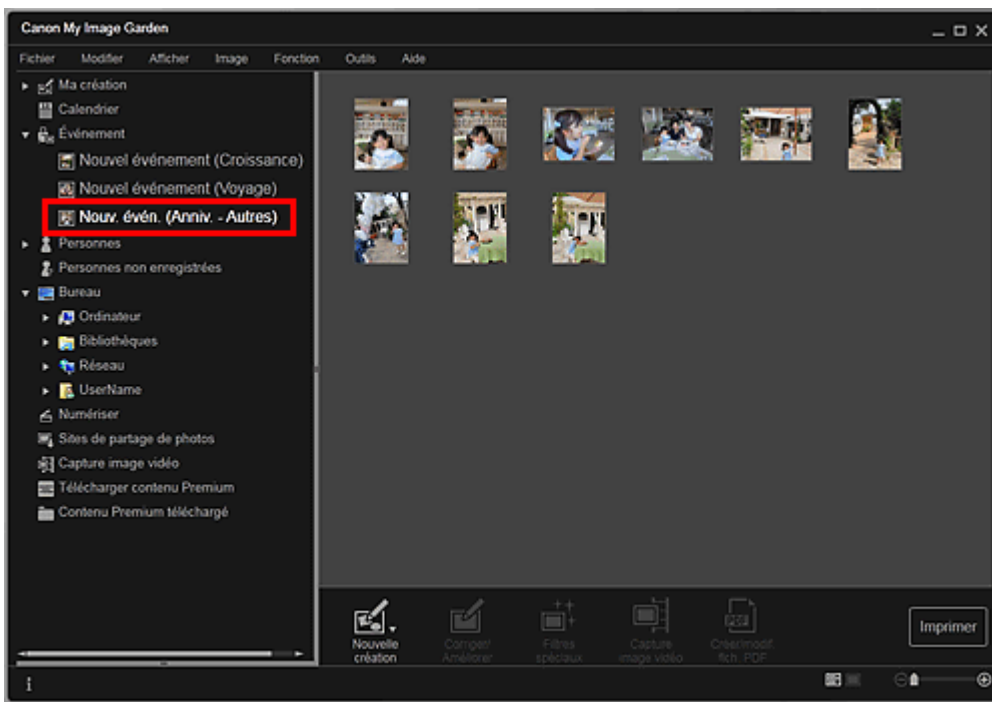 Canon My Image Garden
Fichier Modifier Afficher Image Fonction Outils Aide
Ma création
Calendrier
Événement
Nouvel événement (Croissance)
Nouvel événement (Voyage)
Nouv. évén. (Anniv. - Autres)
Personnes
Personnes non enregistrées
Bureau
Ordinateur
Bibliothèques
Réseau
UserName
Numériser
Sites de partage de photos
Capture image vidéo
Télécharger contenu Premium
Contenu Premium téléchargé
Nouvelle
création
Corriger/
Améliorer
Filtres
spéciaux
Capture
image vidéo
PDF
Créer/modif.
fich. PDF
Imprimer